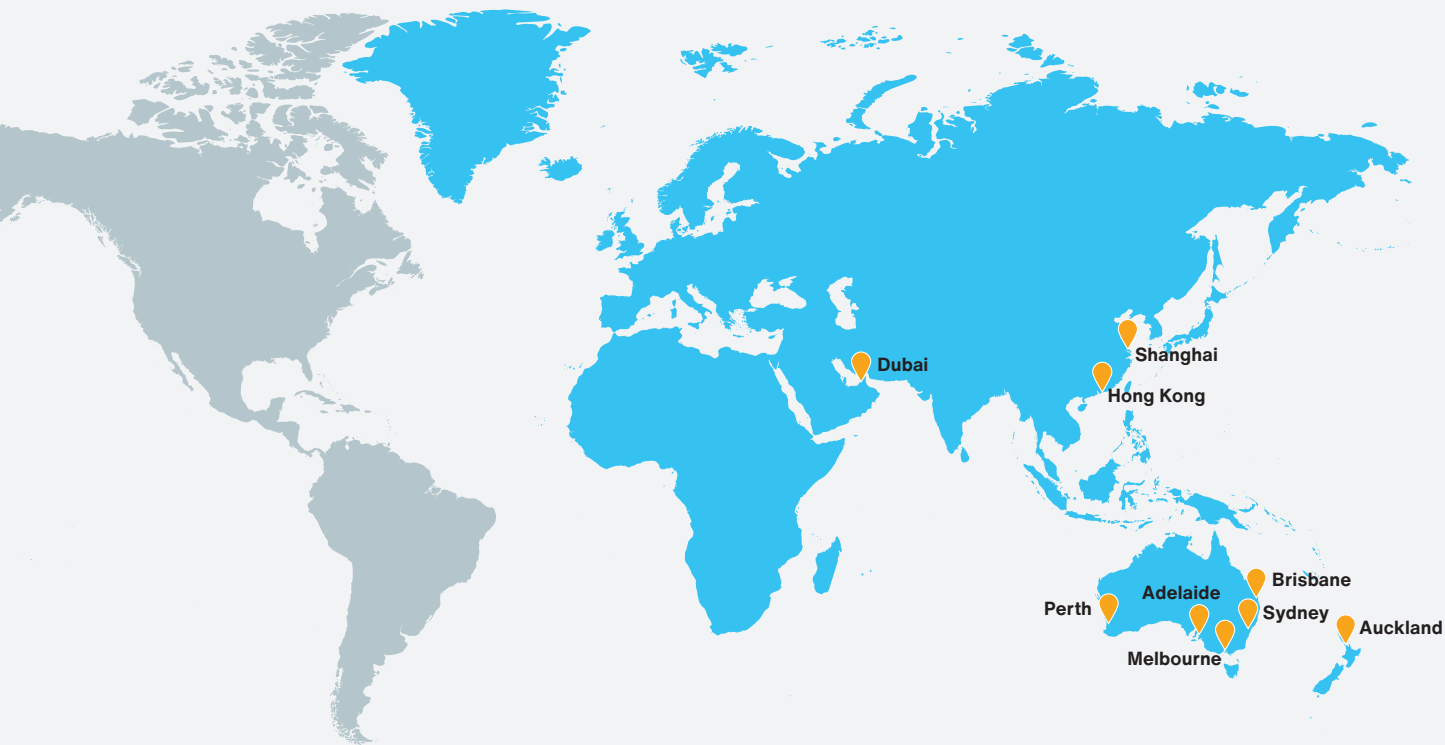 Shanghai
Dubai
Hong Kong
Brisbane
Adelaide
Perth
Sydney
Auckland
Melbourne